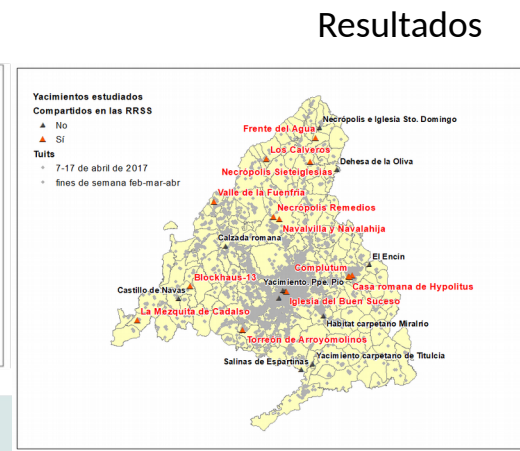 Resultados
Yacimientos estudiados
Compartidos en las RRSS
No
Sí
Tuits
7-17 de abril de 2017
fines de semana feb-mar-abr
Necrópolis e Iglesia Sto. Domingo
Frente del Agua
Los Calveros
Dehesa de la Oliva
Necrópolis Sieteiglesias
Valle de la Fuenfría
Necrópolis Remedios
Navalvilla y Navalahija
Calzada romana
El Encín
Complutum
Blockhaus-13
Yacimiento. Ppe. Pío
Casa romana de Hypolitus
Castillo de Navas
Iglesia del Buen Suceso
La Mezquita de Cadalso
Hábitat carpetano Miralrío
Torreón de Arroyomolinos
Yacimiento carpetano de Titulcia
Salinas de Espartinas